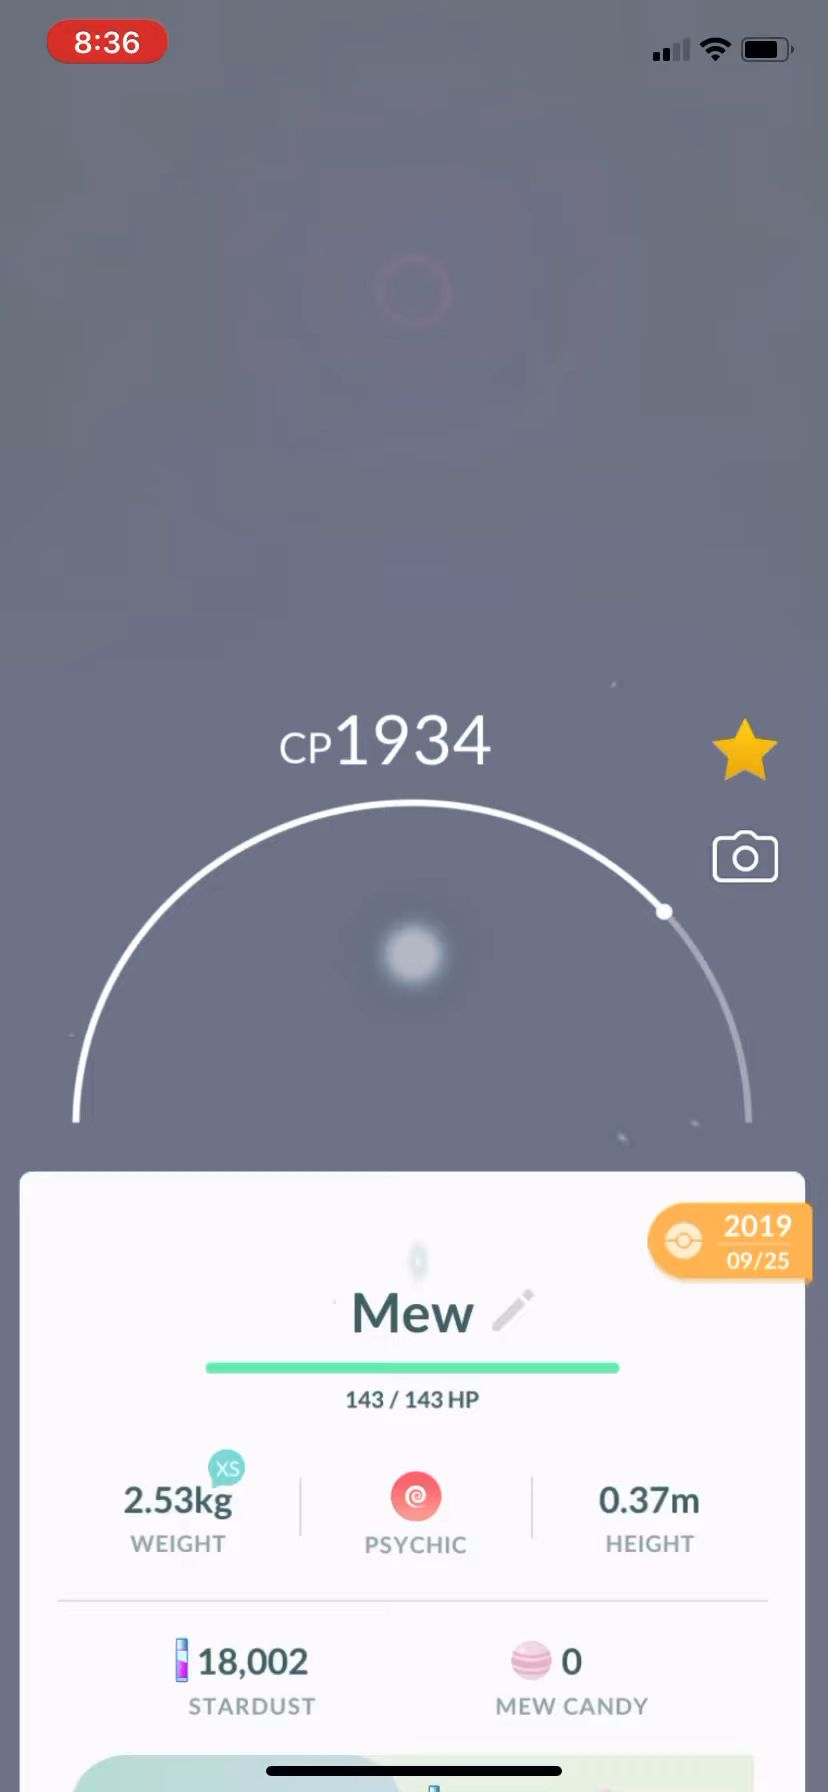 8:36
CP1934
2019
09/25
Mew
143 / 143 HP
XS
2.53kg
WEIGHT
PSYCHIC
0.37m
HEIGHT
18,002
STARDUST
0
MEW CANDY